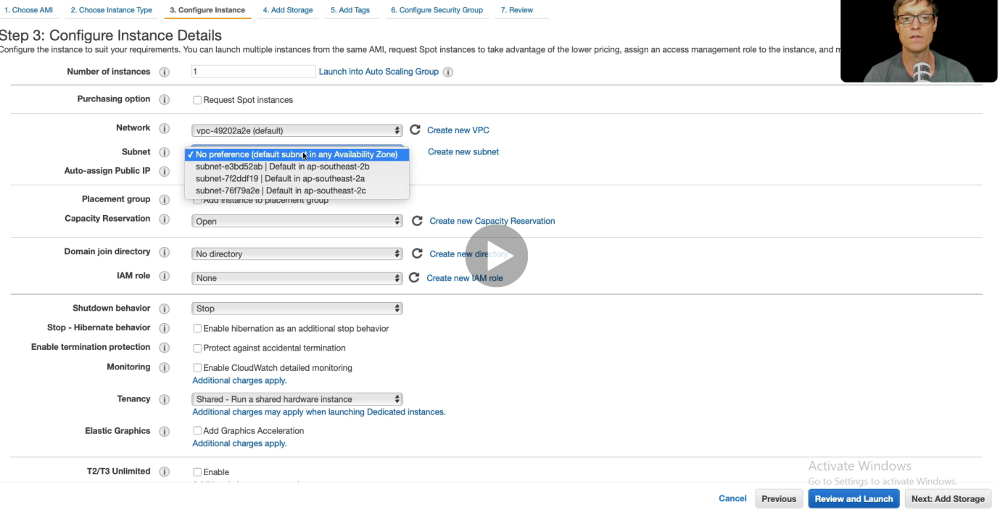 1. Choose AMI 2. Choose Instance Type 3. Configure Instance 4. Add Storage 5. Add Tags 6. Configure Security Group 7. Review
Step 3: Configure Instance Details
Configure the instance to suit your requirements. You can launch multiple instances from the same AMI, request Spot instances to take advantage of the lower pricing, assign an access management role to the instance, and
Number of instances 1 Launch into Auto Scaling Group
Purchasing option Request Spot instances
Network vpc-49202a2e (default) Create new VPC
Subnet No preference (default subnet in any Availability Zone) Create new subnet
subnet-e3bd52ab | Default in ap-southeast-2b
Auto-assign Public IP
subnet-7f2ddf19 | Default in ap-southeast-2a
subnet-76f79a2e | Default in ap-southeast-2c
Placement group Add instance to placement group
Capacity Reservation Open Create new Capacity Reservation
Domain join directory No directory Create new directory
IAM role None Create new IAM role
Shutdown behavior Stop
Stop - Hibernate behavior Enable hibernation as an additional stop behavior
Enable termination protection Protect against accidental termination
Monitoring Enable CloudWatch detailed monitoring
Additional charges apply.
Tenancy Shared - Run a shared hardware instance
Additional charges may apply when launching Dedicated instances.
Elastic Graphics Add Graphics Acceleration
Additional charges apply.
T2/T3 Unlimited Enable
Activate Windows
Go to Settings to activate Windows.
Cancel Previous Review and Launch Next: Add Storage